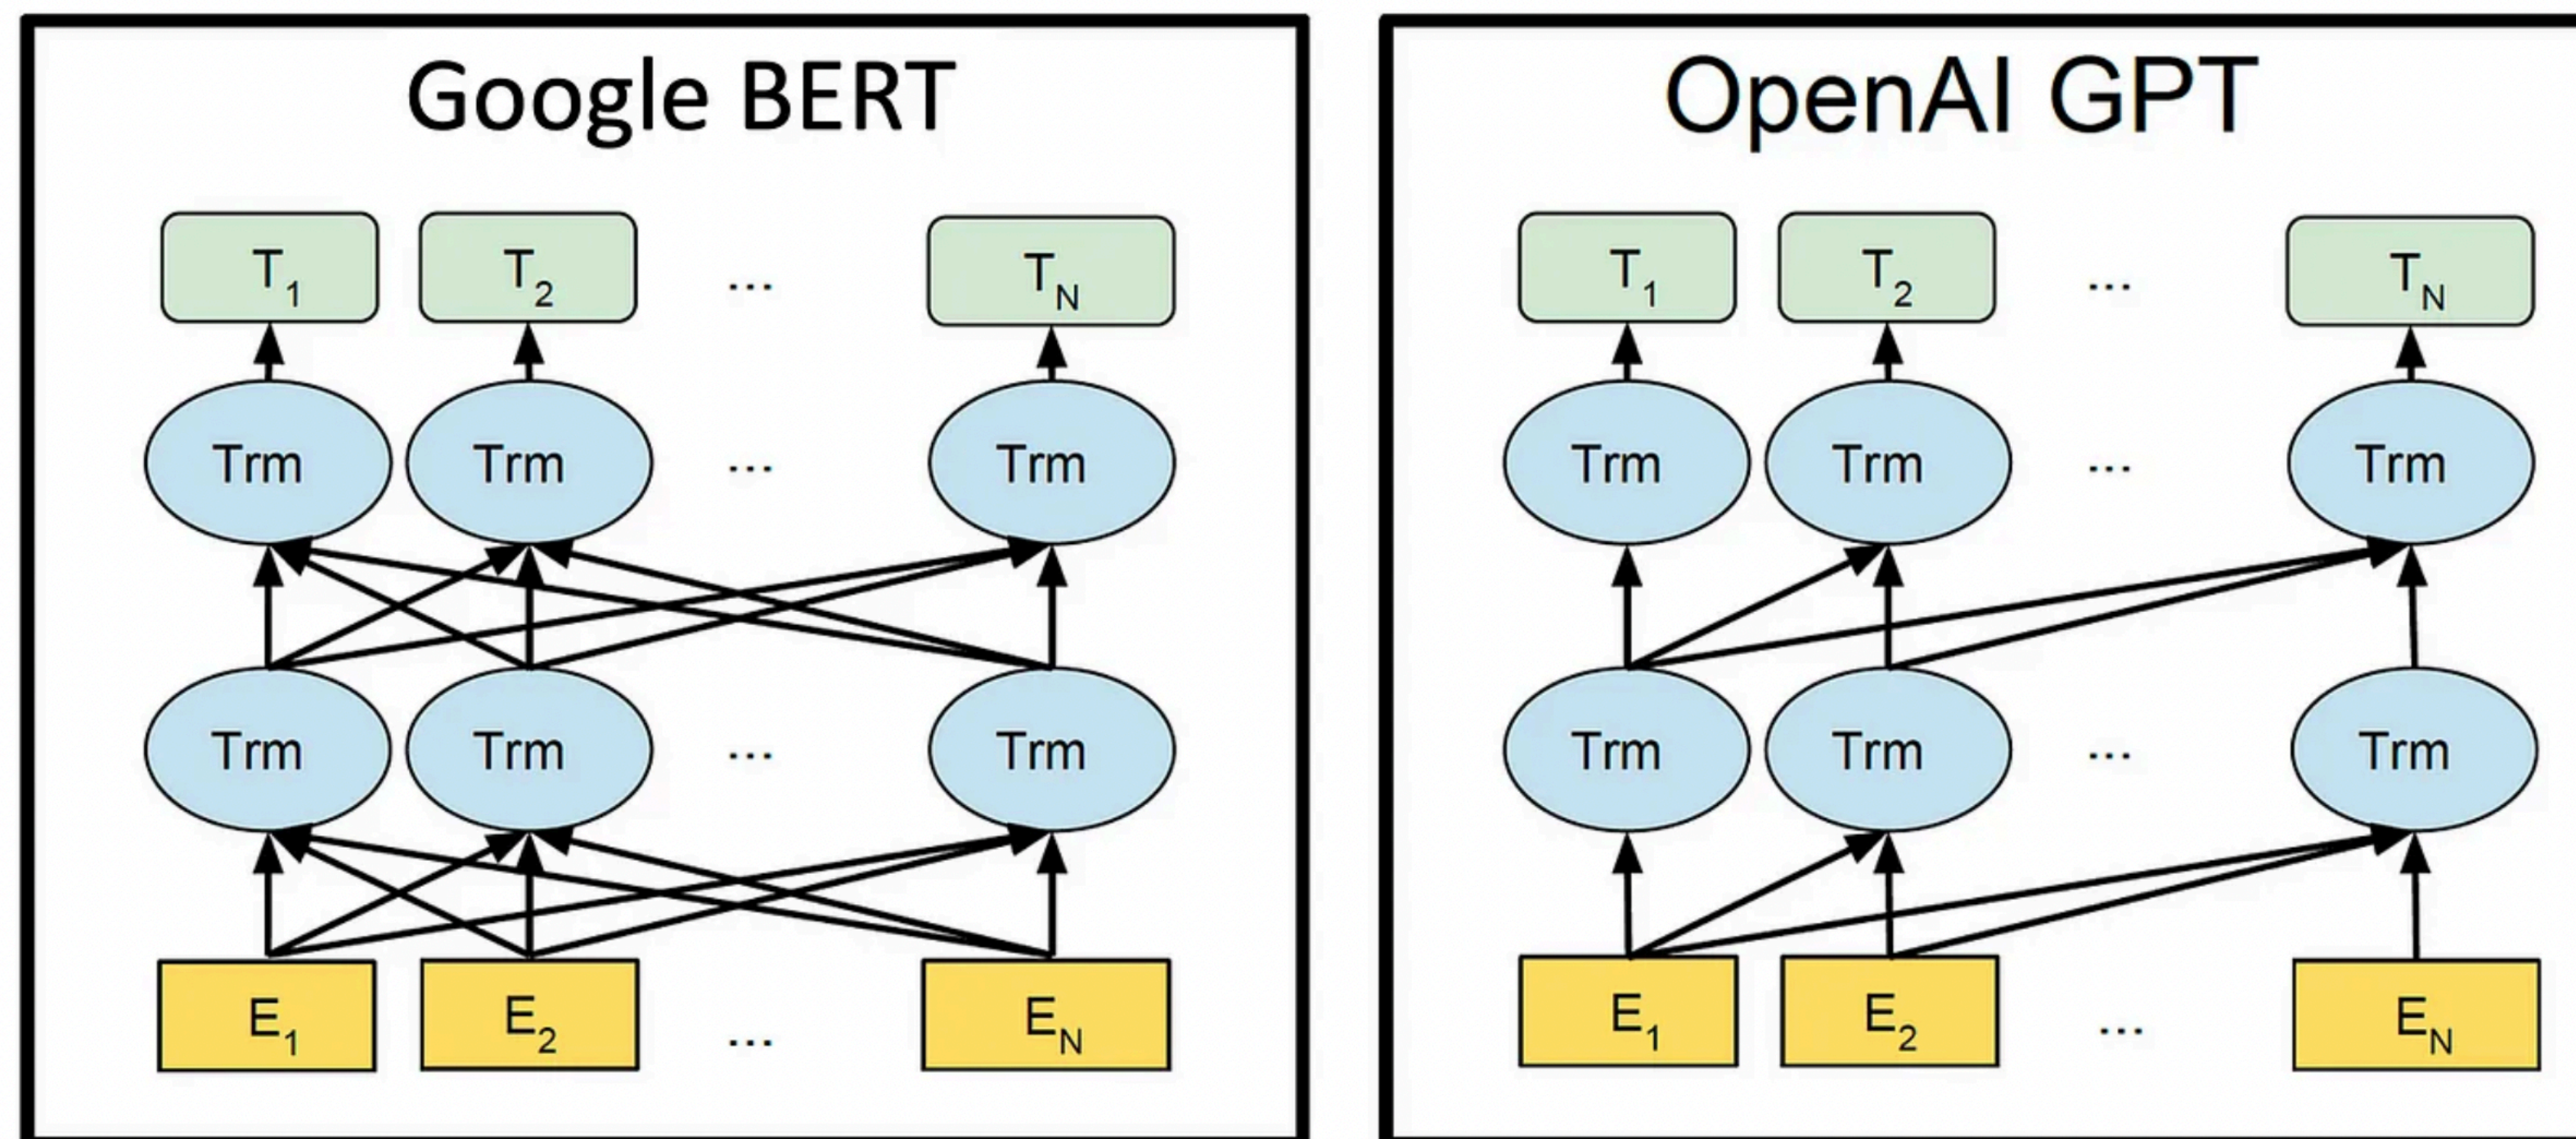 Google BERT
T1 T2 ... TN
Trm Trm ... Trm
Trm Trm ... Trm
E1 E2 ... EN
OpenAI GPT
T1 T2 ... TN
Trm Trm ... Trm
Trm Trm ... Trm
E1 E2 ... EN